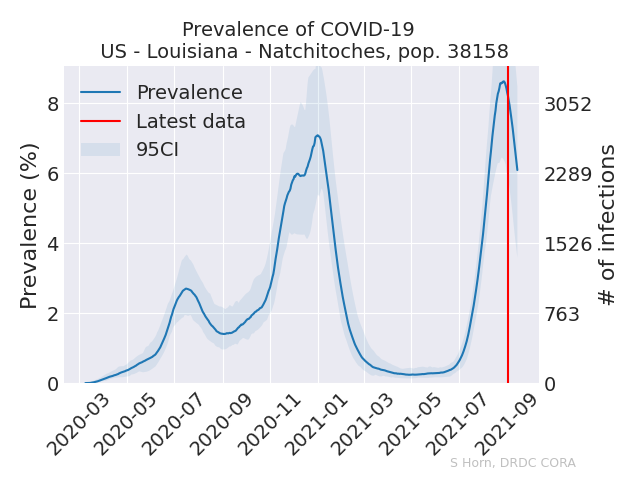 Prevalence of COVID-19
US - Louisiana - Natchitoches, pop. 38158
Prevalence
Latest data
95CI
Prevalence (%)
8
6
4
2
0
3052
2289
1526
763
0
# of infections
2020-03
2020-05
2020-07
2020-09
2020-11
2021-01
2021-03
2021-05
2021-07
2021-09
S Horn, DRDC CORA